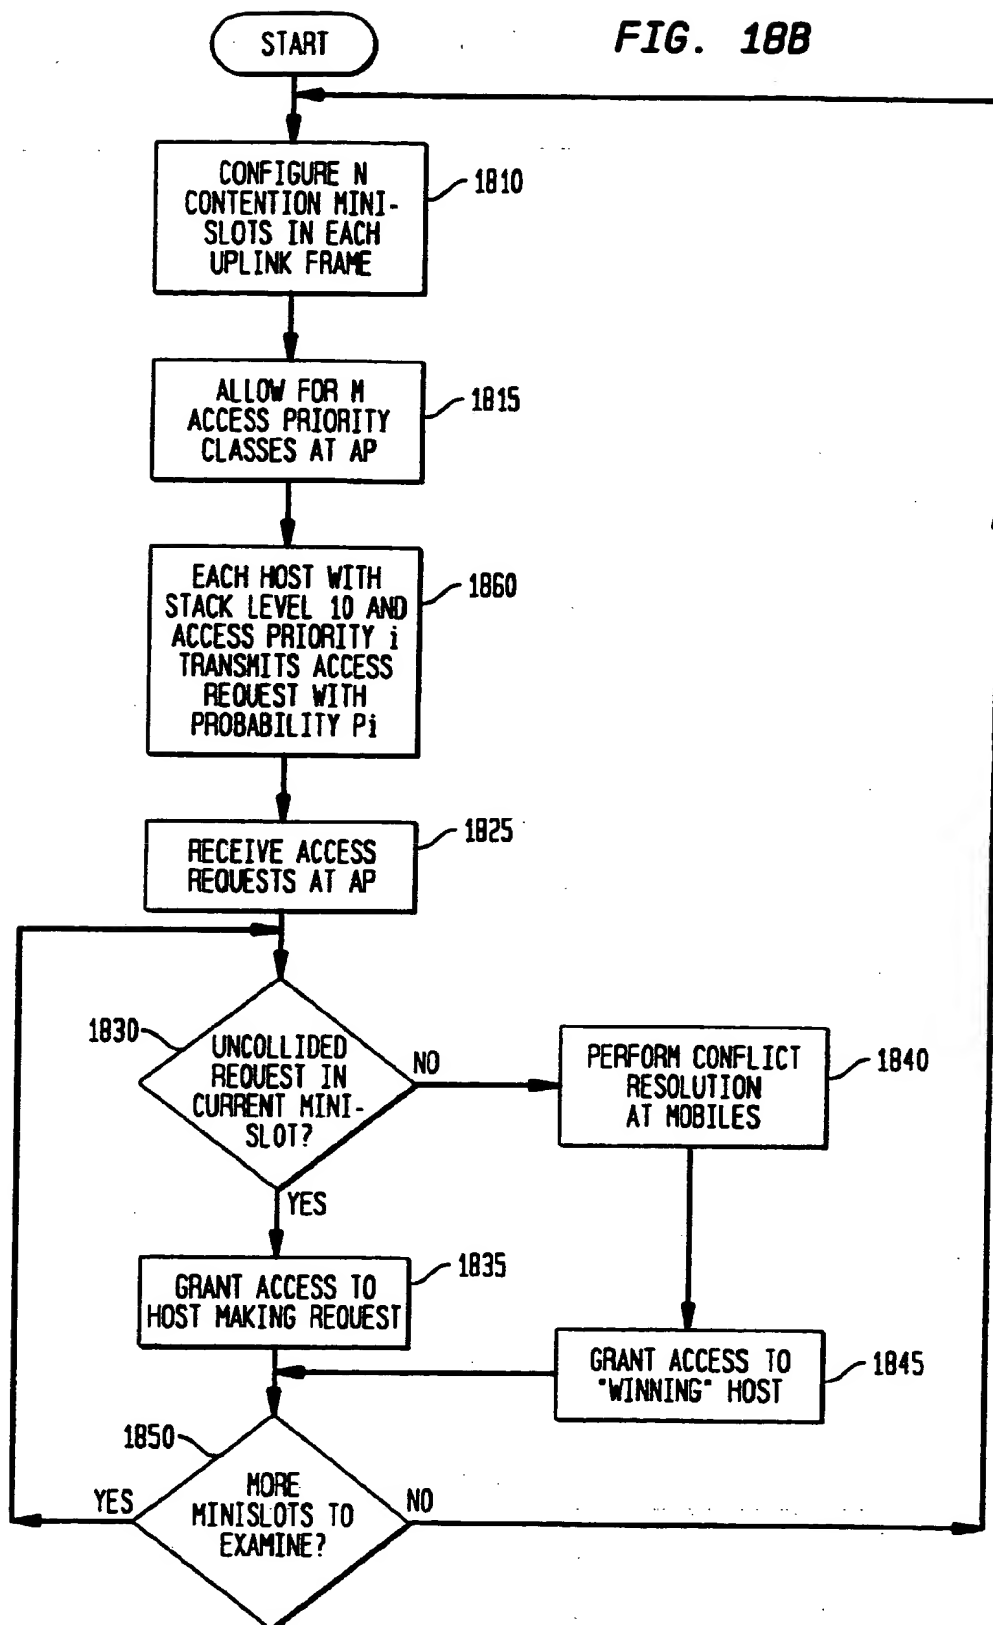 START
FIG. 18B
CONFIGURE N
CONTENTION MINI-
SLOTS IN EACH
UPLINK FRAME
1810
ALLOW FOR M
ACCESS PRIORITY
CLASSES AT AP
1815
EACH HOST WITH
STACK LEVEL 10 AND
ACCESS PRIORITY i
TRANSMITS ACCESS
REQUEST WITH
PROBABILITY Pi
1860
RECEIVE ACCESS
REQUESTS AT AP
1825
1830
UNCOLLIDED
REQUEST IN
CURRENT MINI-
SLOT?
NO
YES
PERFORM CONFLICT
RESOLUTION
AT MOBILES
1840
GRANT ACCESS TO
HOST MAKING REQUEST
1835
GRANT ACCESS TO
"WINNING" HOST
1845
1850
MORE
MINISLOTS TO
EXAMINE?
YES
NO